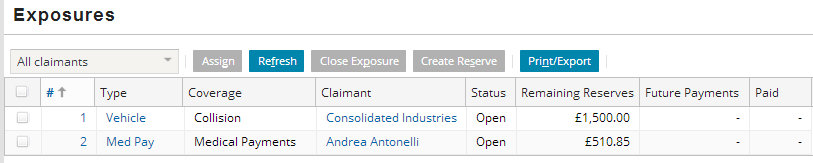 Exposures
All claimants Assign Refresh Close Exposure Create Reserve Print/Export
# Type Coverage Claimant Status Remaining Reserves Future Payments Paid
1 Vehicle Collision Consolidated Industries Open £1,500.00 - -
2 Med Pay Medical Payments Andrea Antonelli Open £510.85 - -